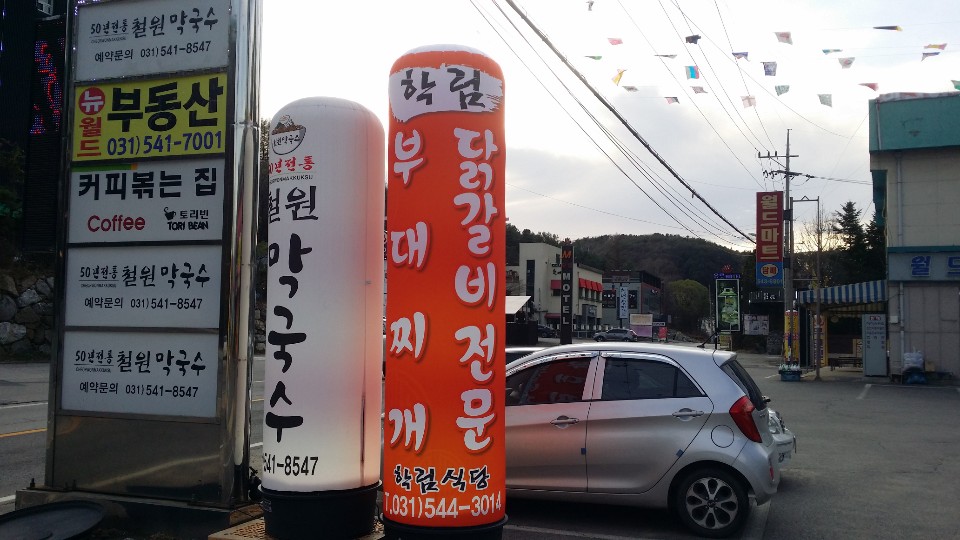 50년전통 철원막국수
예약문의 031) 541-8547
뉴월드 부동산
031) 541-7001
커피볶는 집
Coffee
토리빈
TORI BEAN
50년전통 철원막국수
예약문의 031) 541-8547
50년전통 철원막국수
예약문의 031) 541-8547
년전통
철원
막국수
541-8547
학림
부대찌개
닭갈비전문
학림식당
T.031)544-3014
MOTEL
월드마트
월드